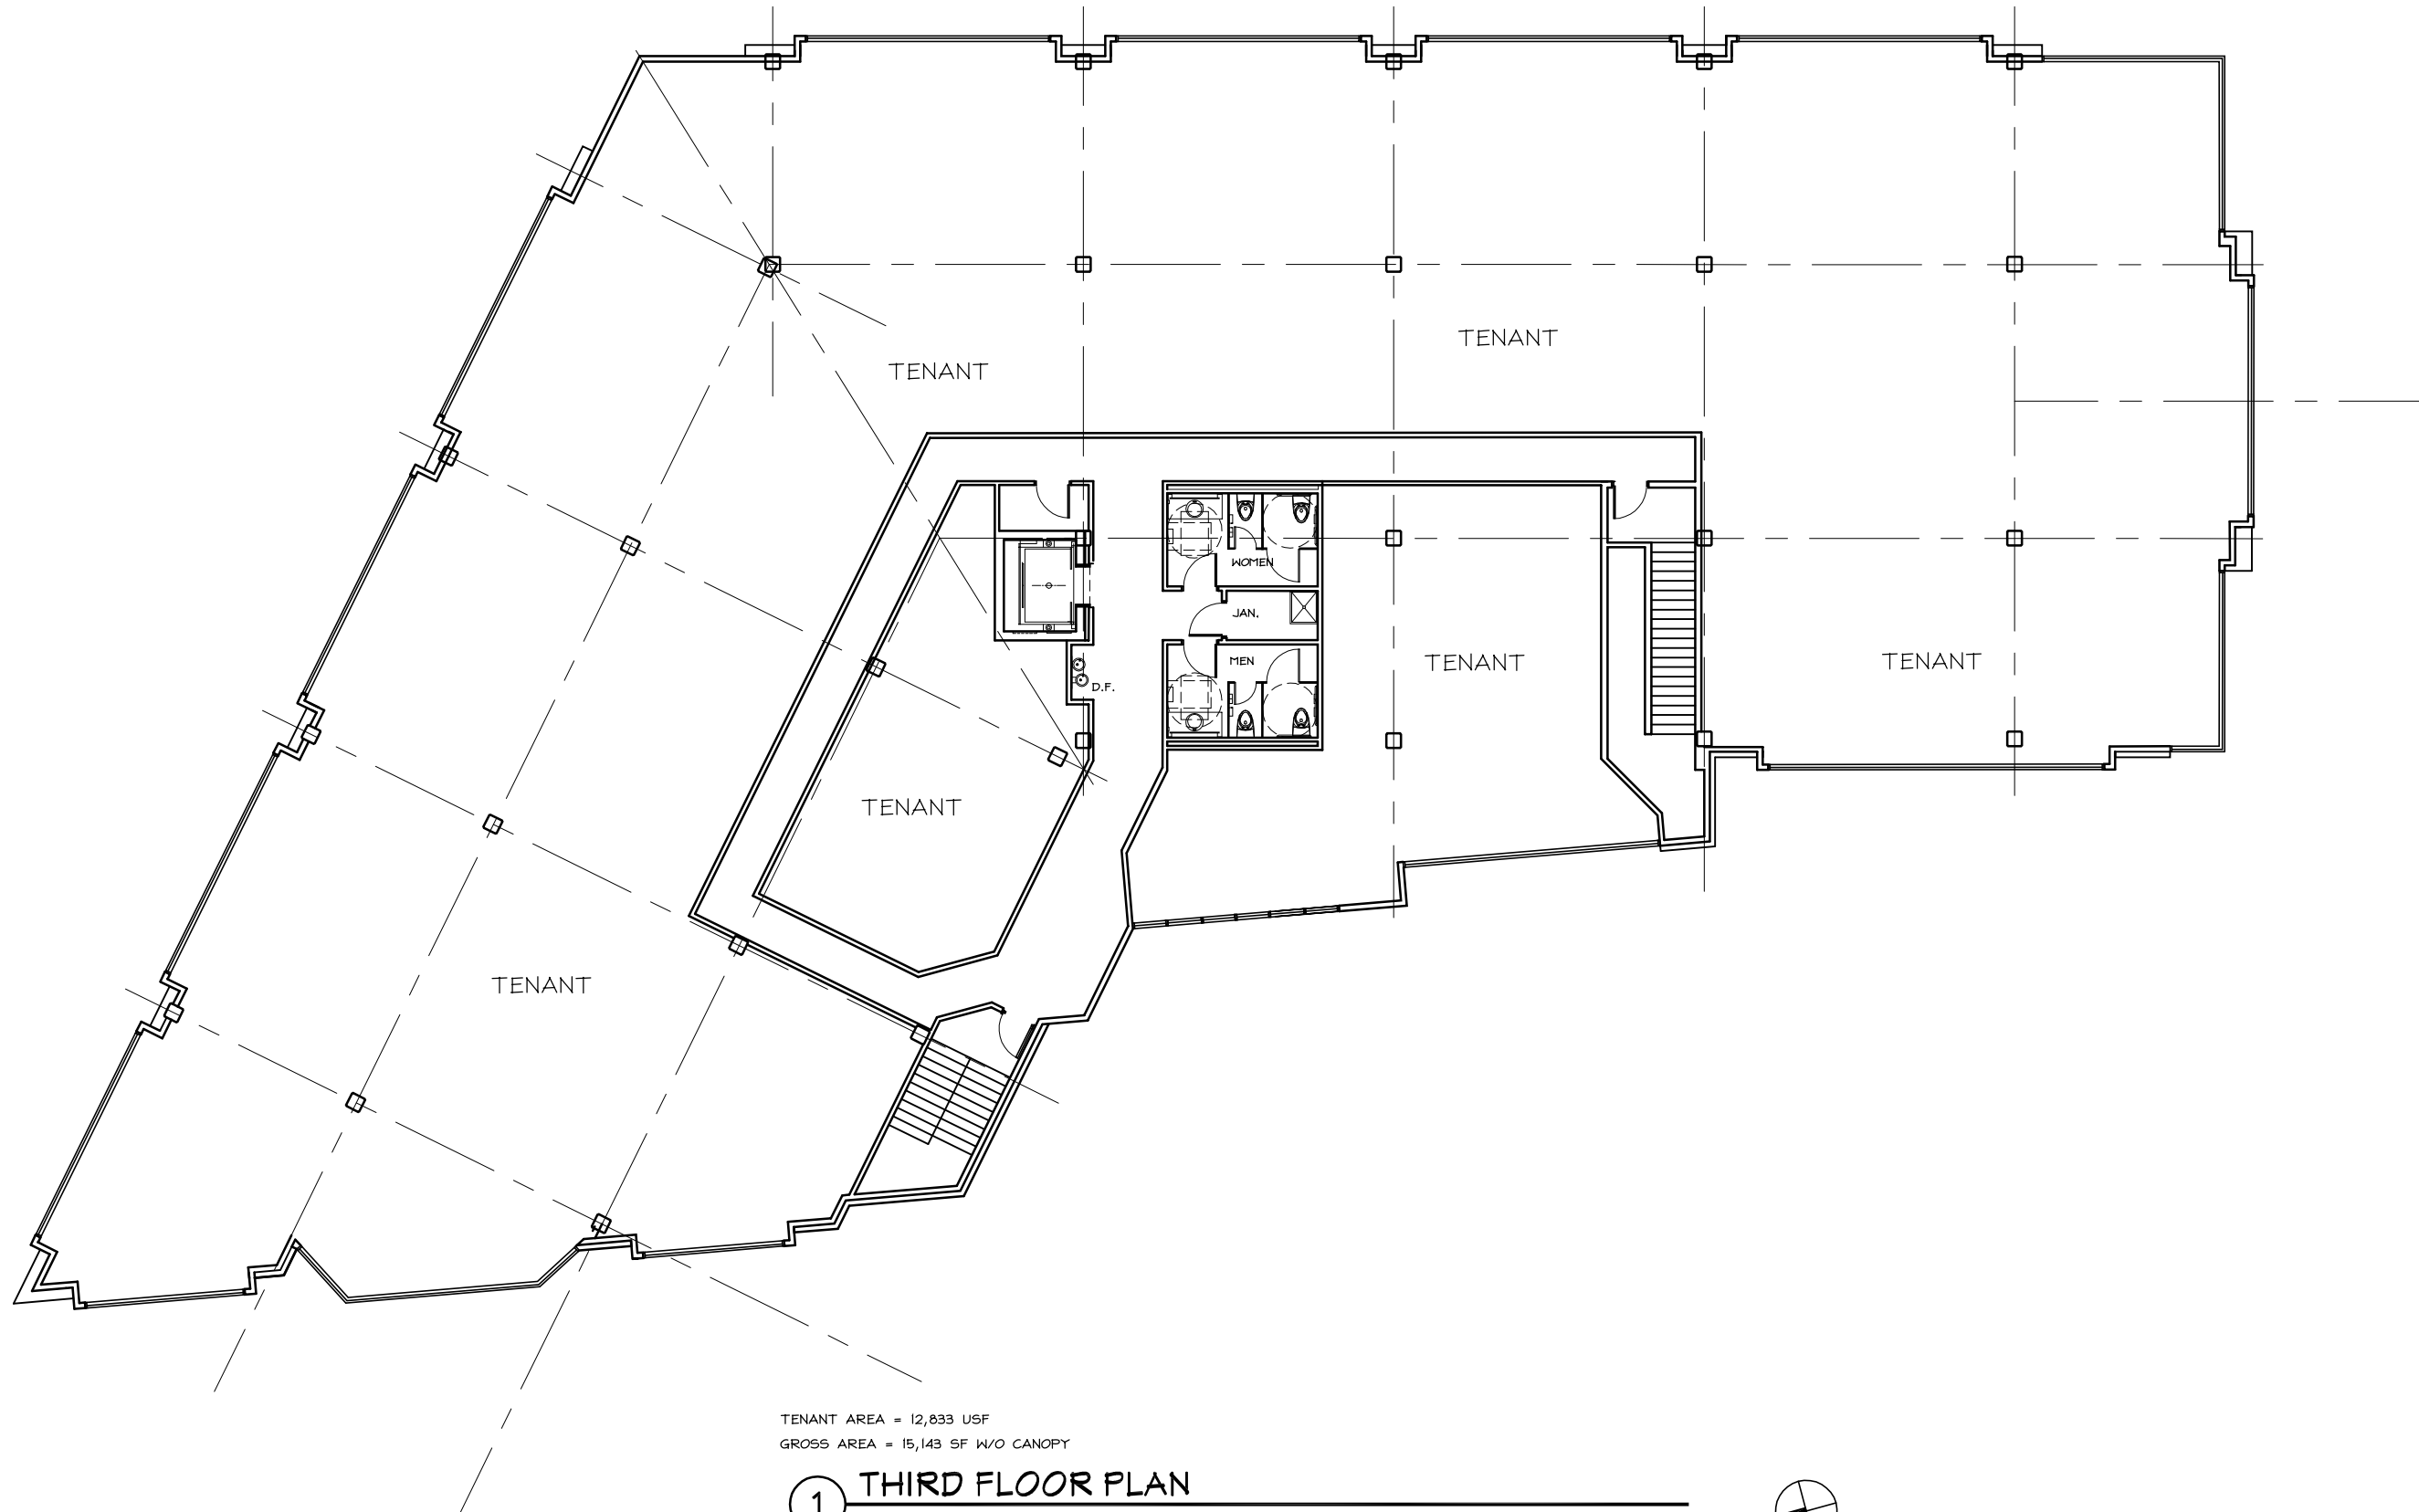 TENANT
TENANT
WOMEN
JAN.
MEN
TENANT
TENANT
D.F.
TENANT
TENANT
TENANT AREA = 12,833 USF
GROSS AREA = 15,143 SF W/O CANOPY
1 THIRD FLOOR PLAN